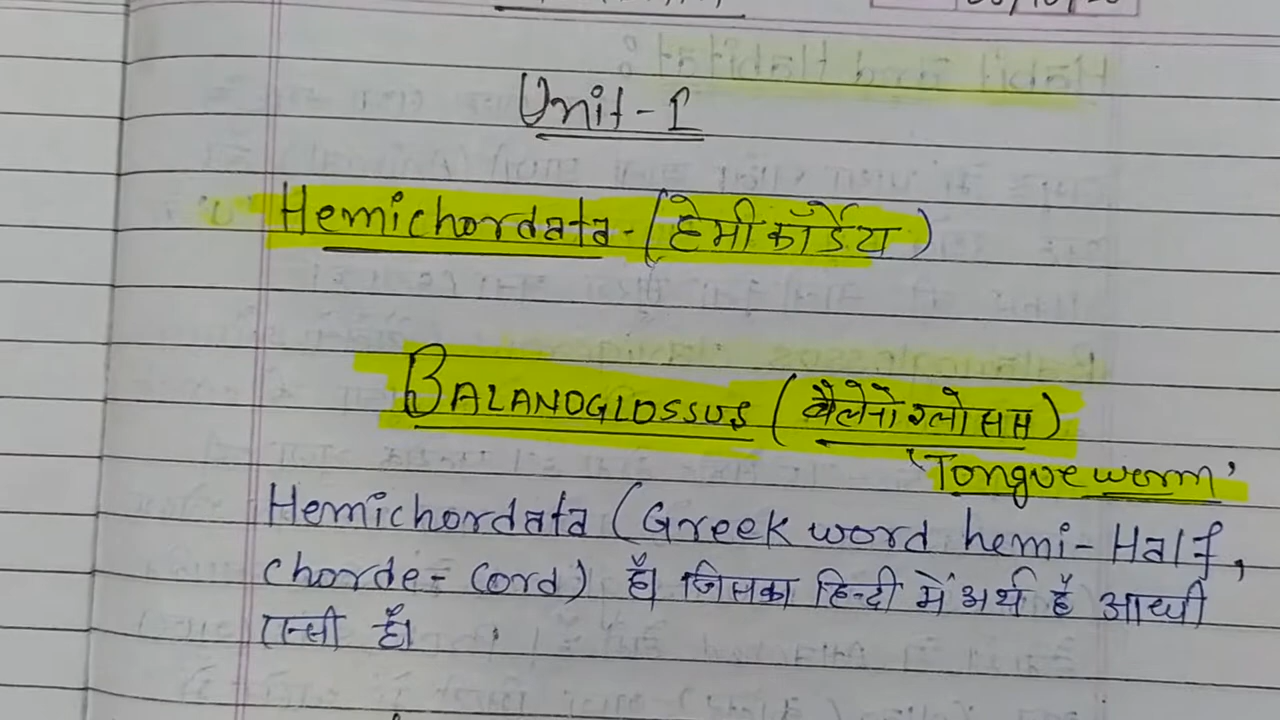 Unit-I
Hemichordata-(हेमीकॉर्डेटा)
BALANOGLOSSUS (बैलेनोग्लोसस)
'Tongue worm'
Hemichordata (Greek word hemi-Half,
chorde-Cord) है। जिसका हिन्दी में अर्थ है आधी
रस्सी है।